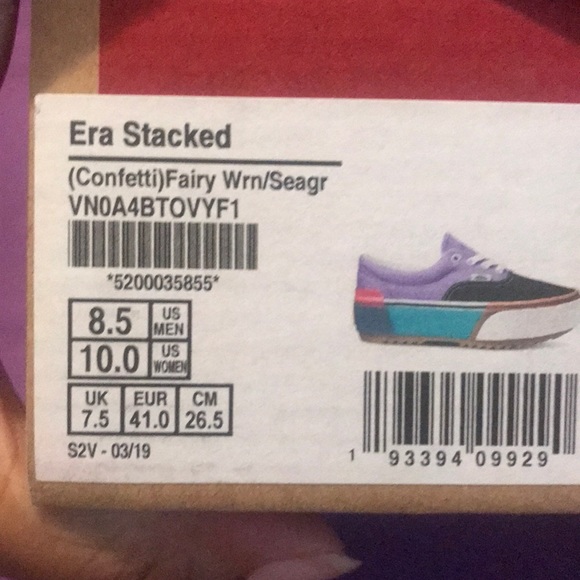 Era Stacked
(Confetti)Fairy Wrn/Seagr
VN0A4BTOVYF1
*5200035855*
8.5 US MEN
10.0 US WOMEN
UK EUR CM
7.5 41.0 26.5
S2V - 03/19
1 93394 09929